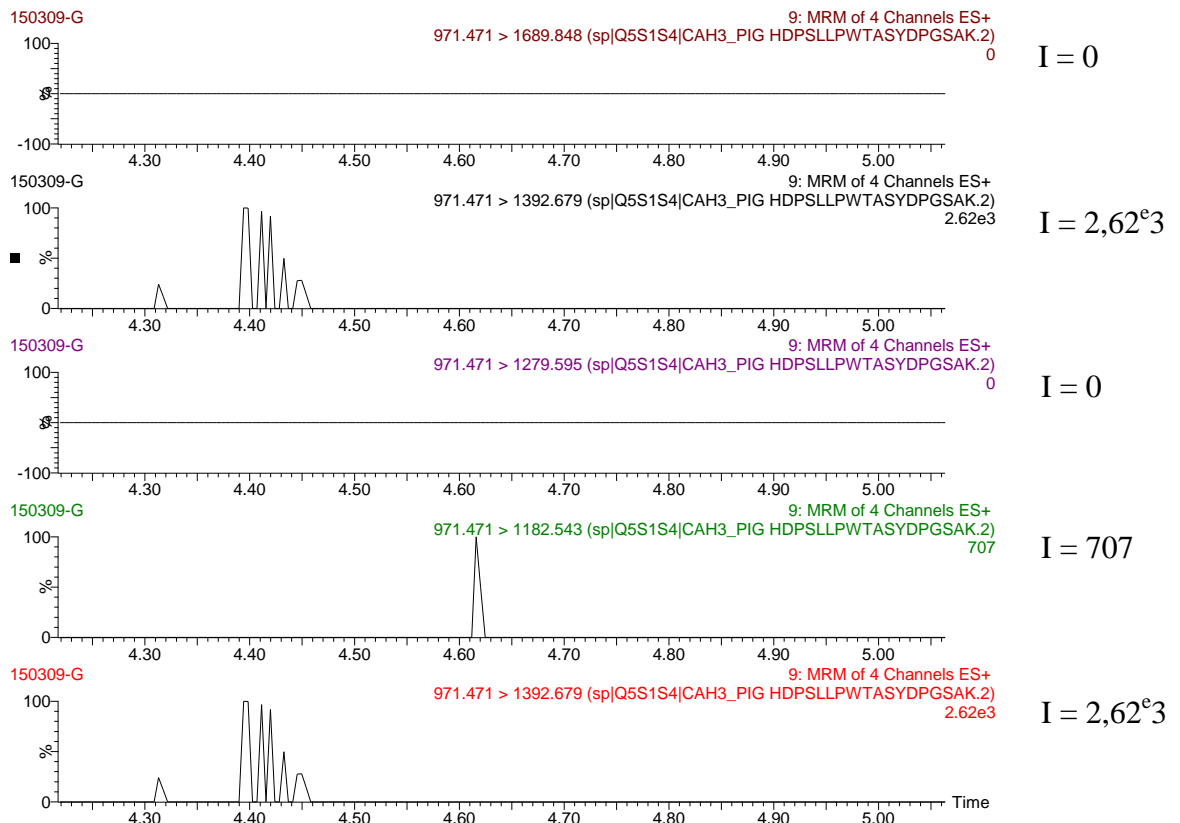 150309-G
9: MRM of 4 Channels ES+
971.471 > 1689.848 (sp|Q5S1S4|CAH3_PIG HDPSLLPWTASYDPGSAK.2)
0
I = 0
100
%
0
-100
4.30 4.40 4.50 4.60 4.70 4.80 4.90 5.00
150309-G
9: MRM of 4 Channels ES+
971.471 > 1392.679 (sp|Q5S1S4|CAH3_PIG HDPSLLPWTASYDPGSAK.2)
2.62e3
I = 2,62e3
100
%
0
4.30 4.40 4.50 4.60 4.70 4.80 4.90 5.00
150309-G
9: MRM of 4 Channels ES+
971.471 > 1279.595 (sp|Q5S1S4|CAH3_PIG HDPSLLPWTASYDPGSAK.2)
0
I = 0
100
%
0
-100
4.30 4.40 4.50 4.60 4.70 4.80 4.90 5.00
150309-G
9: MRM of 4 Channels ES+
971.471 > 1182.543 (sp|Q5S1S4|CAH3_PIG HDPSLLPWTASYDPGSAK.2)
707
I = 707
100
%
0
4.30 4.40 4.50 4.60 4.70 4.80 4.90 5.00
150309-G
9: MRM of 4 Channels ES+
971.471 > 1392.679 (sp|Q5S1S4|CAH3_PIG HDPSLLPWTASYDPGSAK.2)
2.62e3
I = 2,62e3
100
%
0
Time
4.30 4.40 4.50 4.60 4.70 4.80 4.90 5.00